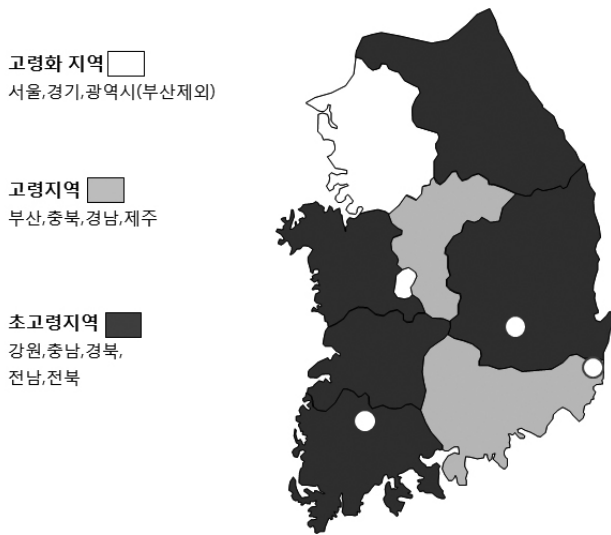 고령화 지역
서울,경기,광역시(부산제외)
고령지역
부산,충북,경남,제주
초고령지역
강원,충남,경북,
전남,전북